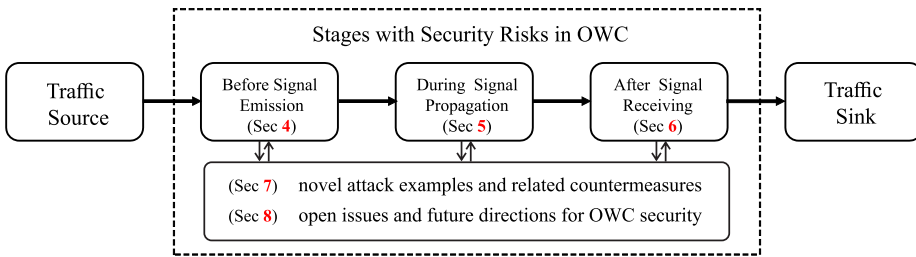 Stages with Security Risks in OWC
Traffic
Source
Before Signal
Emission
(Sec 4)
During Signal
Propagation
(Sec 5)
After Signal
Receiving
(Sec 6)
Traffic
Sink
(Sec 7) novel attack examples and related countermeasures
(Sec 8) open issues and future directions for OWC security